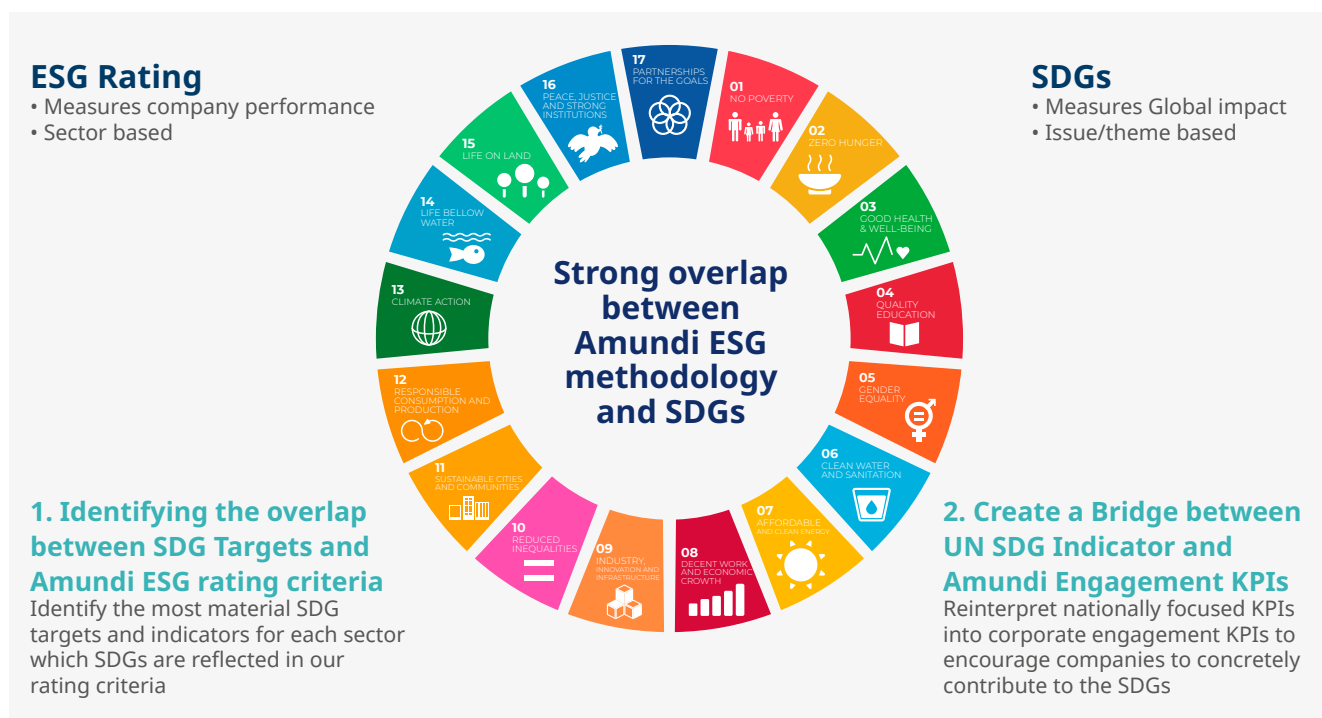 ESG Rating
• Measures company performance
• Sector based
SDGs
• Measures Global impact
• Issue/theme based
17
PARTNERSHIPS
FOR THE GOALS
01
NO POVERTY
02
ZERO HUNGER
03
GOOD HEALTH
& WELL-BEING
04
QUALITY
EDUCATION
05
GENDER
EQUALITY
06
CLEAN WATER
AND SANITATION
07
AFFORDABLE
AND CLEAN ENERGY
08
DECENT WORK
AND ECONOMIC
GROWTH
09
INDUSTRY,
INNOVATION AND
INFRASTRUCTURE
10
REDUCED
INEQUALITIES
11
SUSTAINABLE CITIES
AND COMMUNITIES
12
RESPONSIBLE
CONSUMPTION AND
PRODUCTION
13
CLIMATE ACTION
14
LIFE BELLOW
WATER
15
LIFE ON LAND
16
PEACE, JUSTICE
AND STRONG
INSTITUTIONS
Strong overlap
between
Amundi ESG
methodology
and SDGs
1. Identifying the overlap
between SDG Targets and
Amundi ESG rating criteria
Identify the most material SDG
targets and indicators for each sector
which SDGs are reflected in our
rating criteria
2. Create a Bridge between
UN SDG Indicator and
Amundi Engagement KPIs
Reinterpret nationally focused KPIs
into corporate engagement KPIs to
encourage companies to concretely
contribute to the SDGs